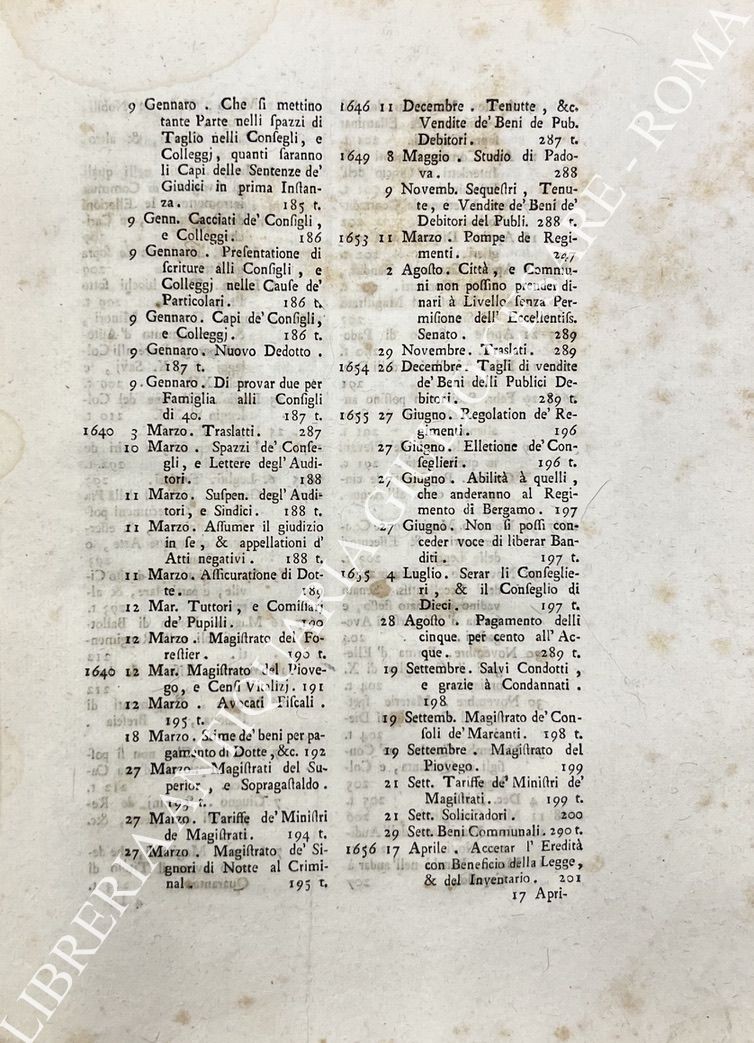 9 Gennaro . Che ſi mettino
tante Parte nelli ſpazzi di
Taglio nelli Conſegli, e
Colleggj, quanti ſaranno
li Capi delle Sentenze de'
Giudici in prima Inſtan-
za. 185 t.
9 Genn. Cacciati de' Conſigli,
e Colleggi. 186
9 Gennaro. Preſentatione di
ſcriture alli Conſigli, e
Colleggj nelle Cauſe de'
Particolari. 186 t.
9 Gennaro. Capi de' Conſigli,
e Colleggj. 186 t.
9 Gennaro. Nuovo Dedotto.
187 t.
9 Gennaro. Di provar due per
Famiglia alli Conſigli
di 40. 187 t.
1640 3 Marzo. Traslatti. 287
10 Marzo. Spazzi de' Conſe-
gli, e Lettere degl' Audi-
tori. 188
11 Marzo. Suſpen. degl' Audi-
tori, e Sindici. 188 t.
11 Marzo. Aſſumer il giudizio
in ſe, & appellationi d'
Atti negativi. 188 t.
11 Marzo. Aſſicuratione di Dot-
te. 189
12 Mar. Tuttori, e Comiſſarj
de' Pupilli. 190
12 Marzo. Magiſtrato del Fo-
reſtier. 190 t.
1640 12 Mar. Magiſtrato del Piove-
go, e Cenſi Vitalizj. 191
12 Marzo. Avocati Fiſcali.
195 t.
18 Marzo. Stime de' beni per pa-
gamento di Dotte, &c. 192
27 Marzo. Magiſtrati del Su-
perior, e Sopragaſtaldo.
193 t.
27 Marzo. Tariffe de' Miniſtri
de Magiſtrati. 194 t.
27 Marzo. Magiſtrato de' Si-
gnori di Notte al Crimi-
nal. 195 t.
1646 11 Decembre. Tenutte, &c.
Vendite de' Beni de Pub.
Debitori. 287 t.
1649 8 Maggio. Studio di Pado-
va. 288
9 Novemb. Sequeſtri, Tenu-
te, e Vendite de' Beni de'
Debitori del Publi. 288 t.
1653 11 Marzo. Pompe de Regi-
menti.
2 Agoſto. Città, e Commu-
ni non poſſino prender di-
nari à Livello ſenza Per-
miſione dell' Eccellentiſs.
Senato. 289
29 Novembre. Traslati. 289
1654 26 Decembre. Tagli di vendite
de' Beni delli Publici De-
bitori. 289 t.
1655 27 Giugno. Regolation de' Re-
gimenti. 196
27 Giugno. Elletione de' Con-
ſeglieri. 196 t.
27 Giugno. Abilità à quelli,
che anderanno al Regi-
mento di Bergamo. 197
27 Giugno. Non ſi poſſi con-
ceder voce di liberar Ban-
diti. 197 t.
1655 4 Luglio. Serar li Conſeglie-
ri, & il Conſeglio di
Dieci. 197 t.
28 Agoſto. Pagamento delli
cinque per cento all' Ac-
que. 289 t.
19 Settembre. Salvi Condotti,
e grazie à Condannati.
198
19 Settemb. Magiſtrato de' Con-
ſoli de' Marcanti. 198 t.
19 Settembre. Magiſtrato del
Piovego. 199
21 Sett. Tariffe de' Miniſtri de'
Magiſtrati. 199 t.
21 Sett. Solicitadori. 200
29 Sett. Beni Communali. 290 t.
1656 17 Aprile. Accetar l' Eredità
con Beneficio della Legge,
& del Inventario. 201
17 Apri-
LIBRERIA ANTIQUARIA GIULIO CESARE - ROMA